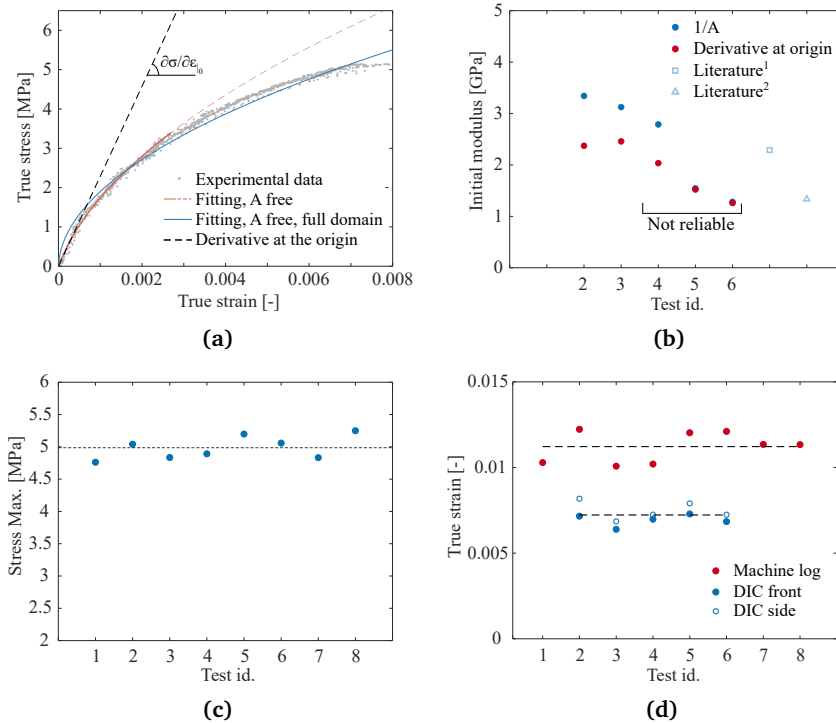 True stress [MPa]
6
5
4
3
2
1
0
∂σ/∂ε|0
Experimental data
Fitting, A free
Fitting, A free, full domain
Derivative at the origin
0 0.002 0.004 0.006 0.008
True strain [-]
(a)
Initial modulus [GPa]
5
4
3
2
1
0
1/A
Derivative at origin
Literature¹
Literature²
Not reliable
2 3 4 5 6
Test id.
(b)
Stress Max. [MPa]
6
5.5
5
4.5
4
3.5
3
2.5
2
1 2 3 4 5 6 7 8
Test id.
(c)
True strain [-]
0.015
0.01
0.005
0
Machine log
DIC front
DIC side
1 2 3 4 5 6 7 8
Test id.
(d)